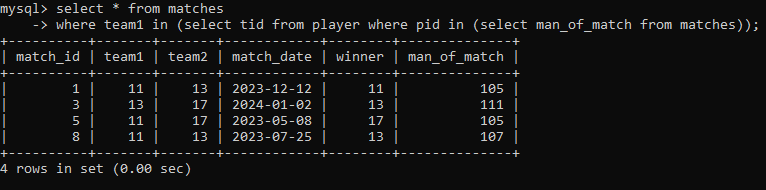 mysql> select * from matches
    -> where team1 in (select tid from player where pid in (select man_of_match from matches));
+----------+-------+-------+------------+--------+--------------+
| match_id | team1 | team2 | match_date | winner | man_of_match |
+----------+-------+-------+------------+--------+--------------+
|        1 |    11 |    13 | 2023-12-12 |     11 |          105 |
|        3 |    13 |    17 | 2024-01-02 |     13 |          111 |
|        5 |    11 |    17 | 2023-05-08 |     17 |          105 |
|        8 |    11 |    13 | 2023-07-25 |     13 |          107 |
+----------+-------+-------+------------+--------+--------------+
4 rows in set (0.00 sec)